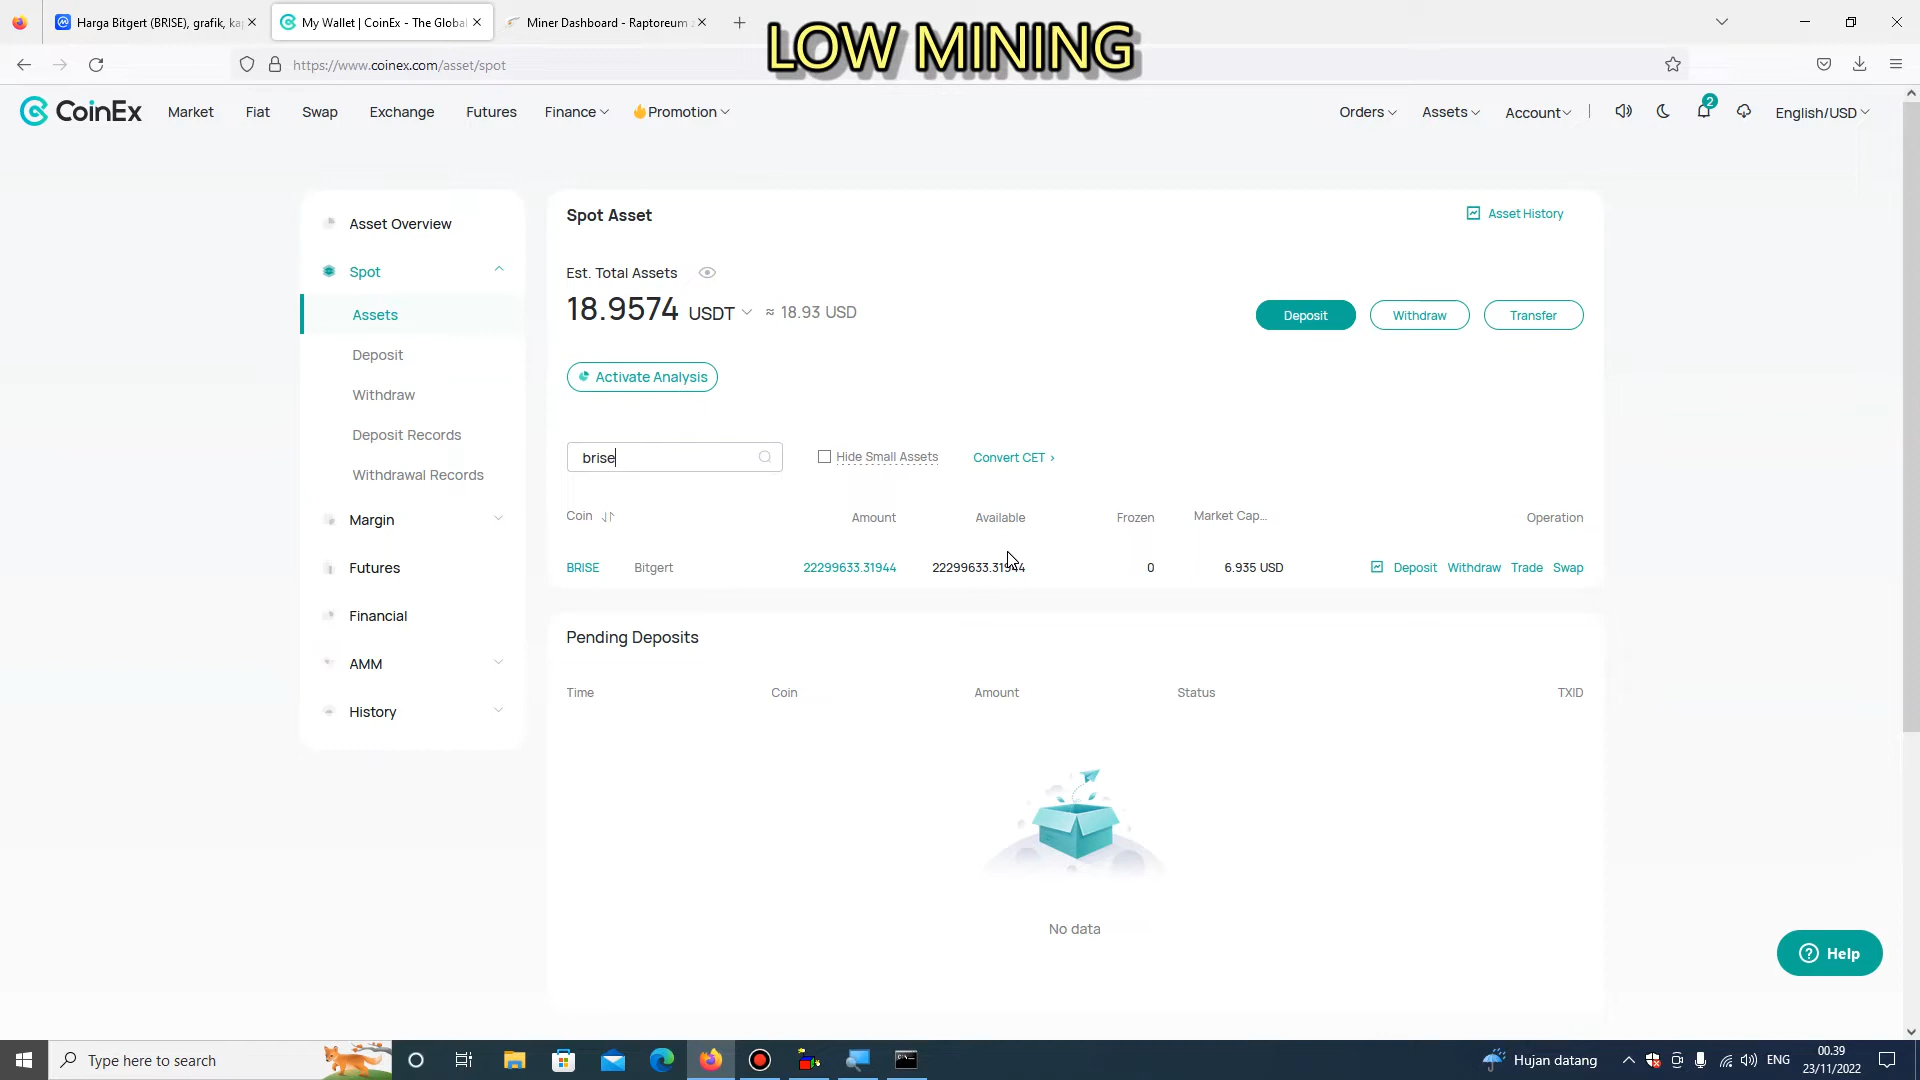 Harga Bitgert (BRISE), grafik, ka
My Wallet | CoinEx - The Global
Miner Dashboard - Raptoreum
LOW MINING
https://www.coinex.com/asset/spot
CoinEx
Market
Fiat
Swap
Exchange
Futures
Finance
Promotion
Orders
Assets
Account
2
English/USD
Asset Overview
Spot
Assets
Deposit
Withdraw
Deposit Records
Withdrawal Records
Margin
Futures
Financial
AMM
History
Spot Asset
Asset History
Est. Total Assets
18.9574 USDT ≈ 18.93 USD
Deposit
Withdraw
Transfer
Activate Analysis
brise
Hide Small Assets
Convert CET ›
Coin Amount Available Frozen Market Cap... Operation
BRISE Bitgert 22299633.31944 22299633.31944 0 6.935 USD Deposit Withdraw Trade Swap
Pending Deposits
Time Coin Amount Status TXID
No data
Help
Type here to search
Hujan datang
ENG
00.39
23/11/2022